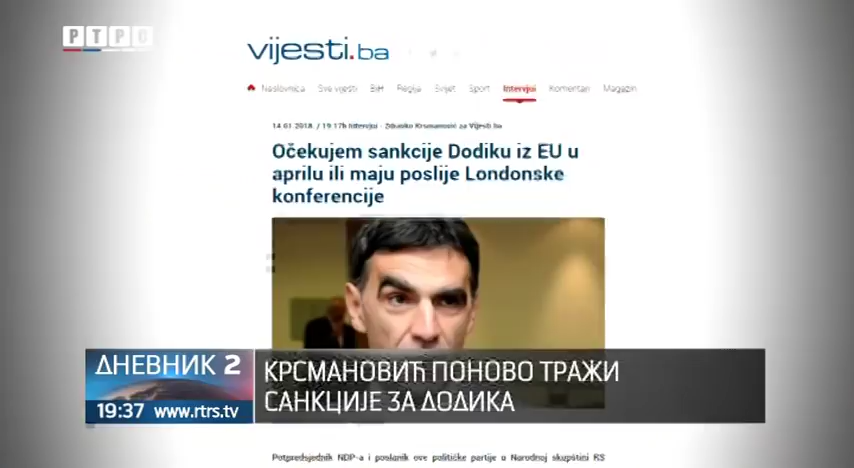 РТРС
vijesti.ba
Naslovnica Sve vijesti BiH Regija Svijet Sport Intervjui Komentari Magazin
14.01.2018. / 19:17h Intervjui - Zdravko Krsmanović za Vijesti.ba
Očekujem sankcije Dodiku iz EU u
aprilu ili maju poslije Londonske
konferencije
ДНЕВНИК 2
КРСМАНОВИЋ ПОНОВО ТРАЖИ
САНКЦИЈЕ ЗА ДОДИКА
19:37 www.rtrs.tv
Potpredsjednik NDP-a i poslanik ove političke partije u Narodnoj skupštini RS